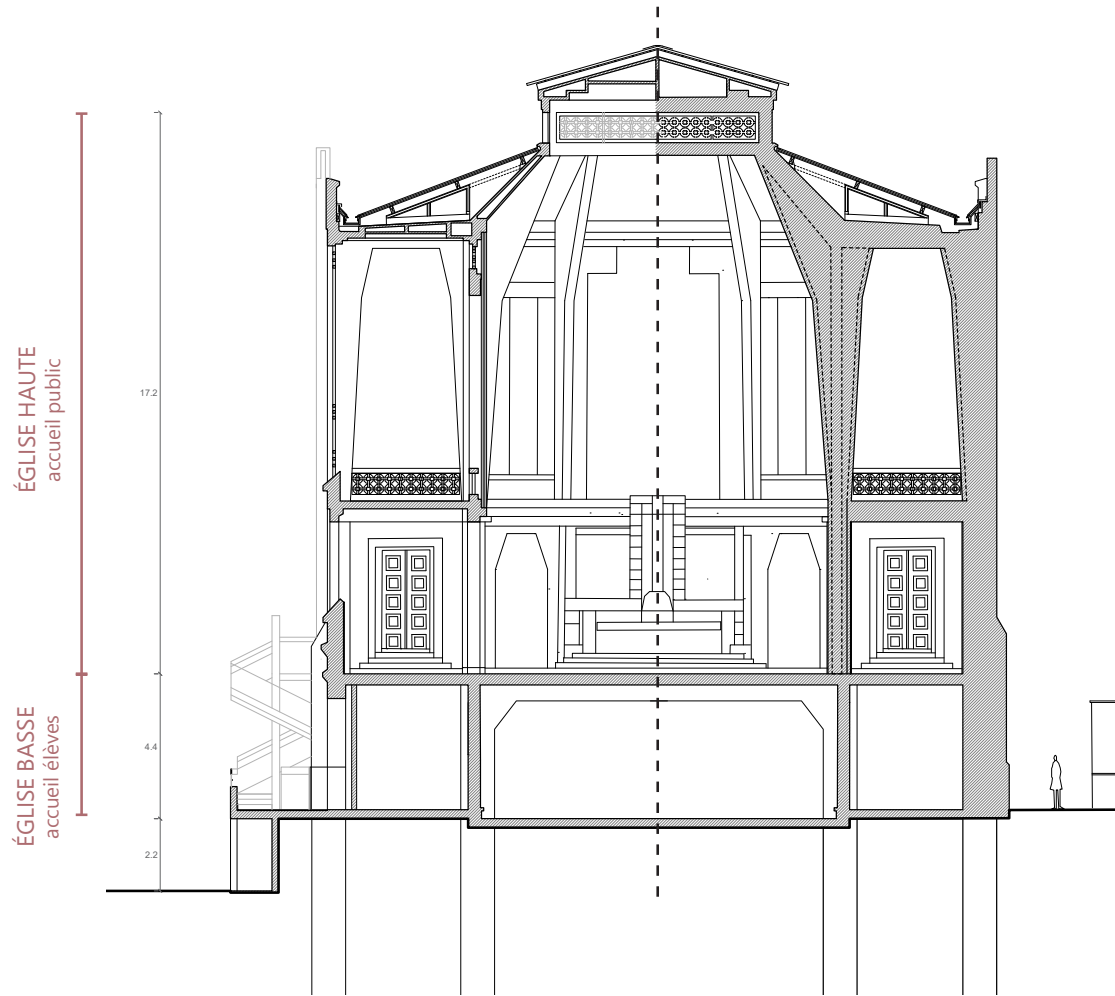 ÉGLISE HAUTE
accueil public
17.2
ÉGLISE BASSE
accueil élèves
4.4
2.2